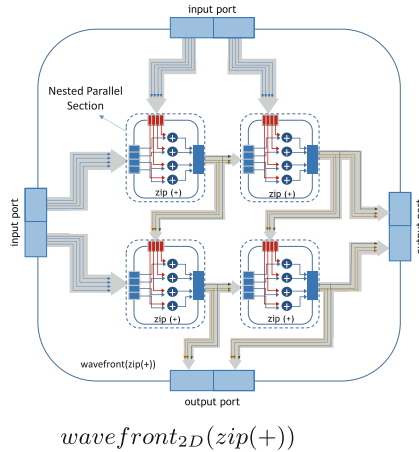 input port
Nested Parallel
Section
zip (+)
zip (+)
input port
output port
zip (+)
zip (+)
wavefront(zip(+))
output port
wavefront2D(zip(+))